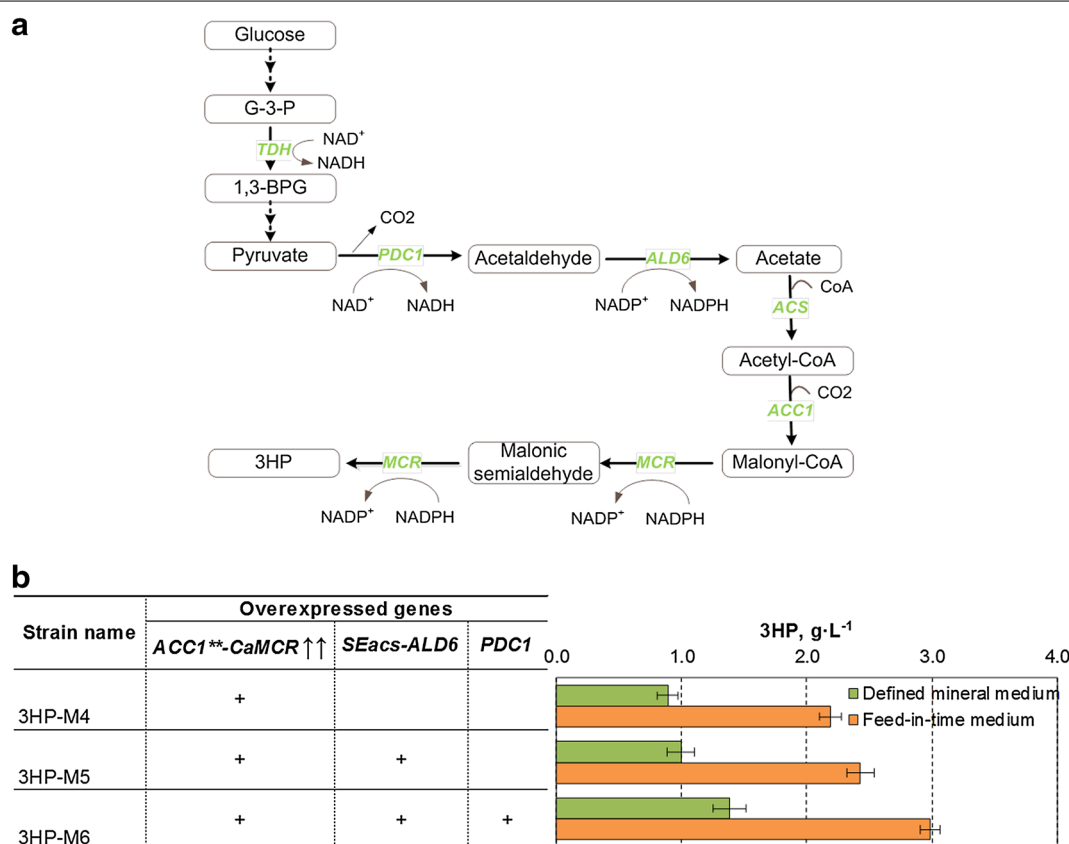 a
Glucose
G-3-P
TDH
NAD⁺
NADH
1,3-BPG
CO2
Pyruvate
PDC1
Acetaldehyde
ALD6
Acetate
NAD⁺
NADH
NADP⁺
NADPH
CoA
ACS
Acetyl-CoA
CO2
ACC1
3HP
MCR
Malonic
semialdehyde
MCR
Malonyl-CoA
NADP⁺
NADPH
NADP⁺
NADPH
b
Strain name
Overexpressed genes
ACC1**-CaMCR ↑↑ SEacs-ALD6 PDC1
3HP, g·L⁻¹
0.0 1.0 2.0 3.0 4.0
Defined mineral medium
Feed-in-time medium
3HP-M4 +
3HP-M5 + +
3HP-M6 + + +